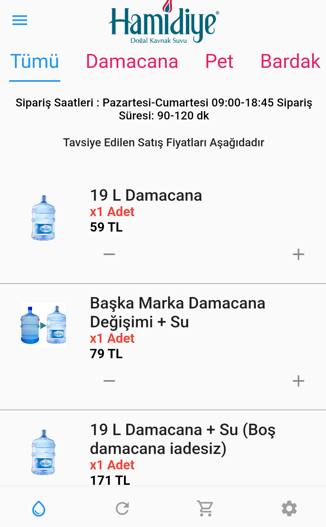 Hamidiye®
Doğal Kaynak Suyu
Tümü Damacana Pet Bardak
Sipariş Saatleri : Pazartesi-Cumartesi 09:00-18:45 Sipariş
Süresi: 90-120 dk
Tavsiye Edilen Satış Fiyatları Aşağıdadır
19 L Damacana
x1 Adet
59 TL
Başka Marka Damacana
Değişimi + Su
x1 Adet
79 TL
19 L Damacana + Su (Boş
damacana iadesiz)
x1 Adet
171 TL